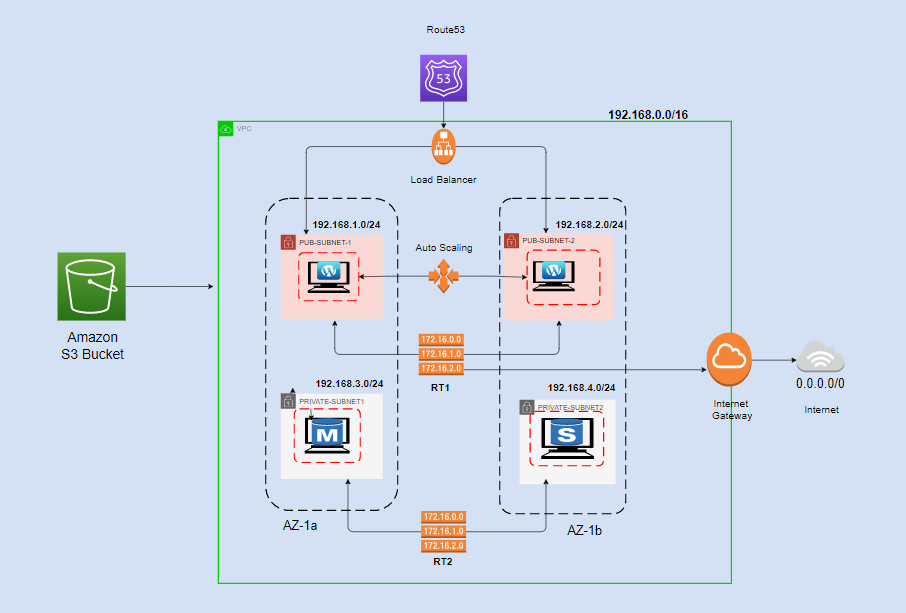 Route53
53
192.168.0.0/16
VPC
Load Balancer
192.168.1.0/24
192.168.2.0/24
PUB-SUBNET-1
PUB-SUBNET-2
Auto Scaling
W
W
Amazon
S3 Bucket
172.16.0.0
172.16.1.0
172.16.2.0
RT1
192.168.3.0/24
192.168.4.0/24
PRIVATE-SUBNET1
PRIVATE-SUBNET2
M
S
Internet
Gateway
0.0.0.0/0
Internet
AZ-1a
AZ-1b
172.16.0.0
172.16.1.0
172.16.2.0
RT2